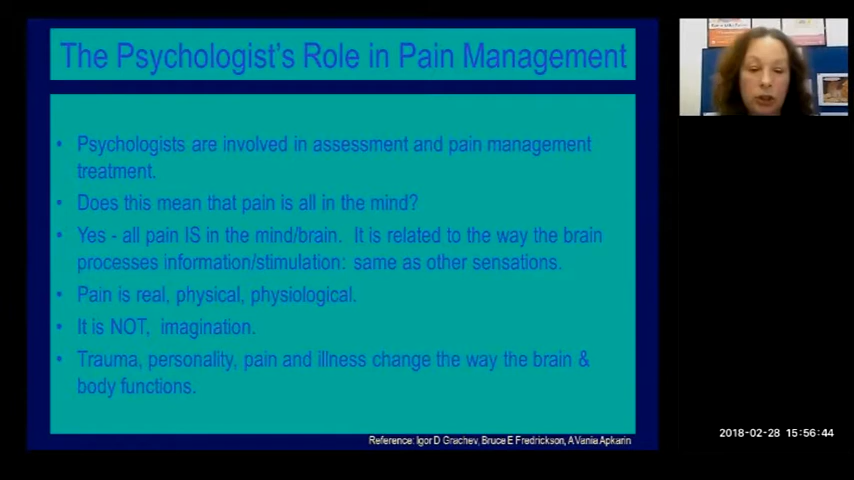 The Psychologist's Role in Pain Management
• Psychologists are involved in assessment and pain management
treatment.
• Does this mean that pain is all in the mind?
• Yes - all pain IS in the mind/brain. It is related to the way the brain
processes information/stimulation: same as other sensations.
• Pain is real, physical, physiological.
• It is NOT, imagination.
• Trauma, personality, pain and illness change the way the brain &
body functions.
Reference: Igor D Grachev, Bruce E Fredrickson, A Vania Apkarin
2018-02-28 15:56:44